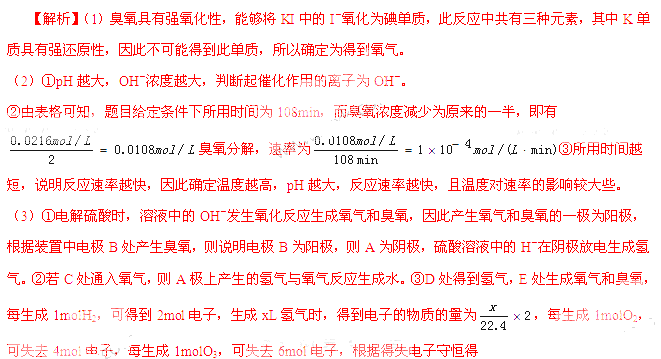 【解析】（1）臭氧具有强氧化性，能够将 KI 中的 I⁻氧化为碘单质，此反应中共有三种元素，其中 K 单
质具有强还原性，因此不可能得到此单质，所以确定为得到氧气。
（2）①pH 越大，OH⁻浓度越大，判断起催化作用的离子为 OH⁻。
②由表格可知，题目给定条件下所用时间为 108min，而臭氧浓度减少为原来的一半，即有
0.0216mol/L / 2 = 0.0108mol/L 臭氧分解，速率为 0.0108mol/L / 108min = 1×10⁻⁴mol/(L·min)③所用时间越
短，说明反应速率越快，因此确定温度越高，pH 越大，反应速率越快，且温度对速率的影响较大些。
（3）①电解硫酸时，溶液中的 OH⁻发生氧化反应生成氧气和臭氧，因此产生氧气和臭氧的一极为阳极，
根据装置中电极 B 处产生臭氧，则说明电极 B 为阳极，则 A 为阴极，硫酸溶液中的 H⁻在阴极放电生成氢
气。②若 C 处通入氧气，则 A 极上产生的氢气与氧气反应生成水。③D 处得到氢气，E 处生成氧气和臭氧，
每生成 1molH₂，可得到 2mol 电子，生成 xL 氢气时，得到电子的物质的量为 x/22.4 ×2，每生成 1molO₂，
可失去 4mol 电子，每生成 1molO₃，可失去 6mol 电子，根据得失电子守恒得